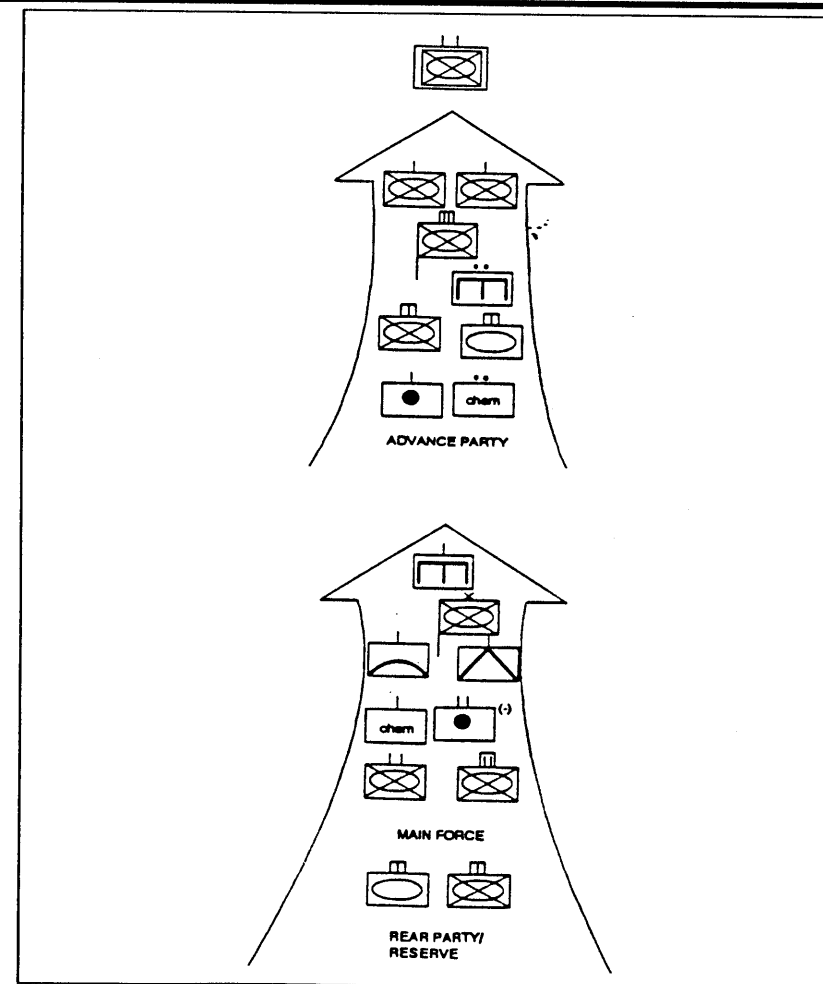 chem
ADVANCE PARTY
(-)
chem
MAIN FORCE
REAR PARTY/
RESERVE